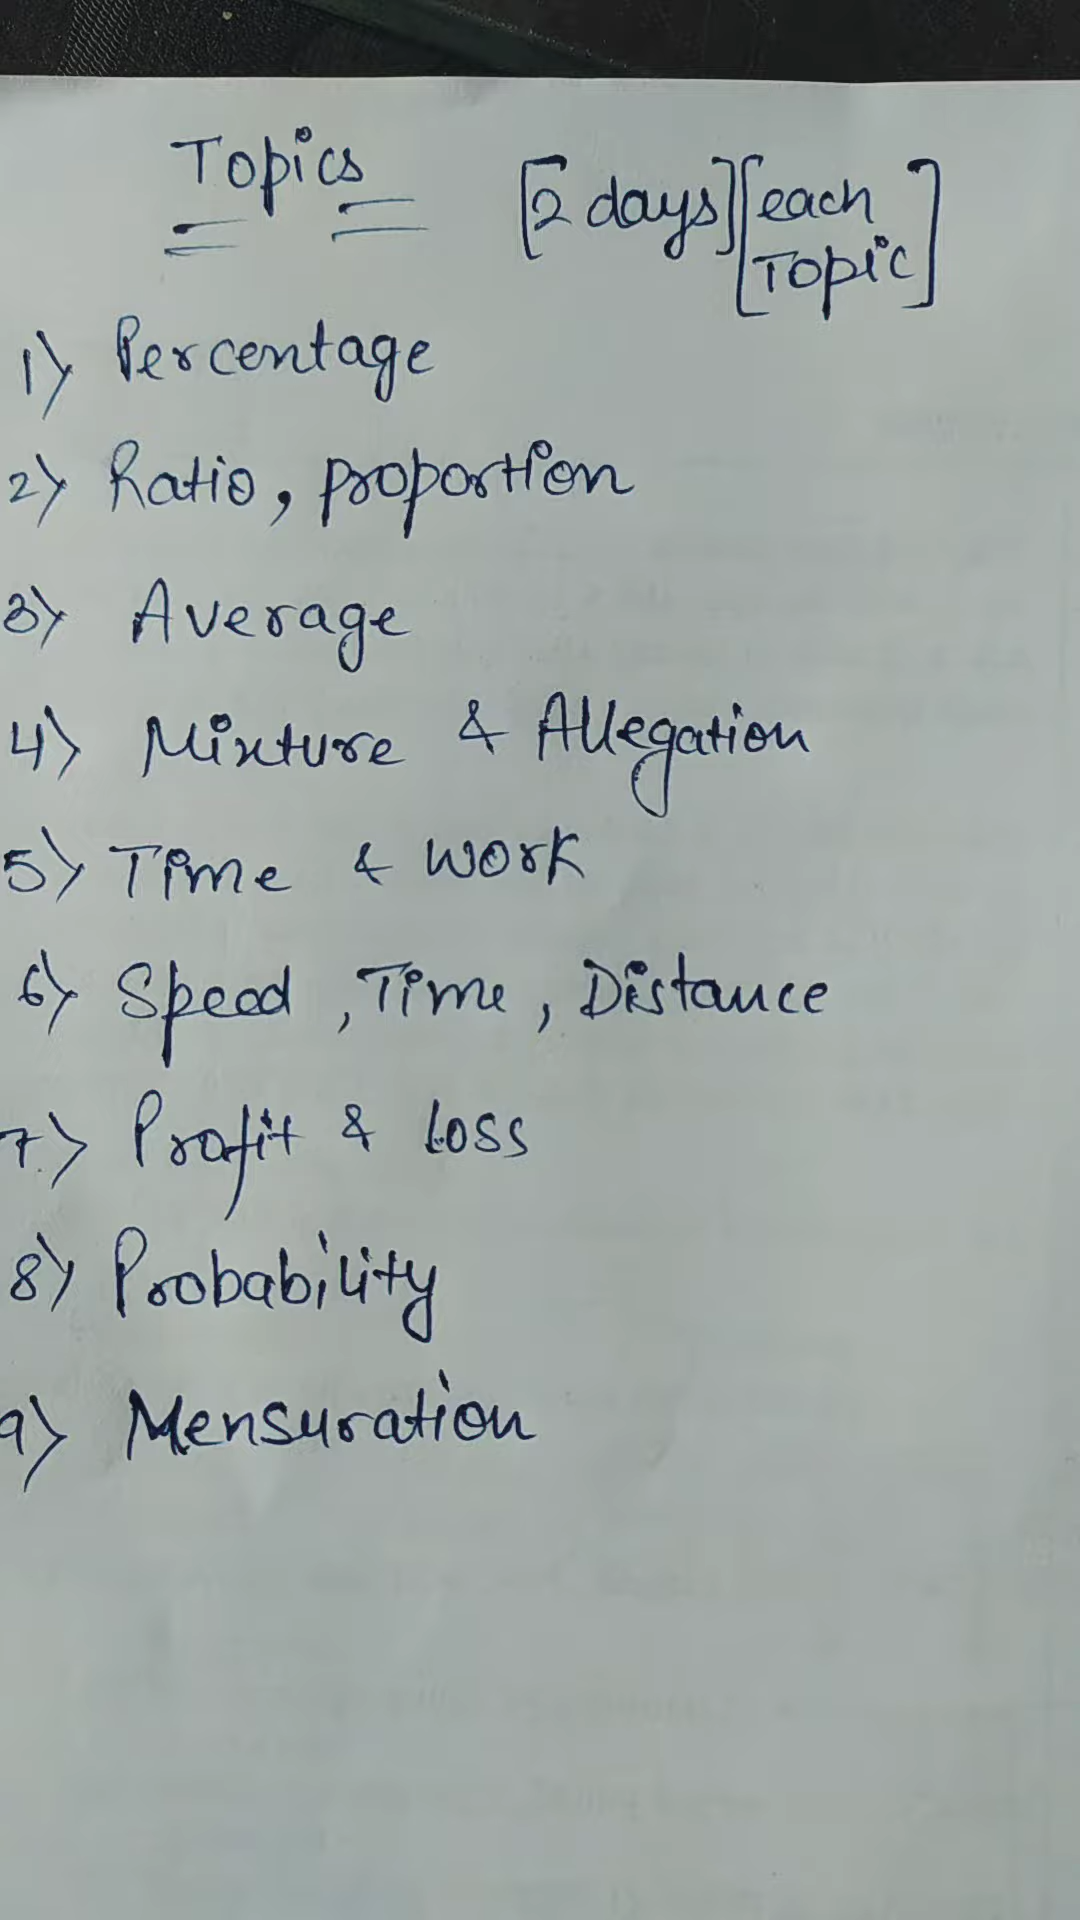 Topics [2 days] [each Topic]
1) Percentage
2) Ratio, proportion
3) Average
4) Mixture & Allegation
5) Time & work
6) Speed, Time, Distance
7) Profit & Loss
8) Probability
9) Mensuration